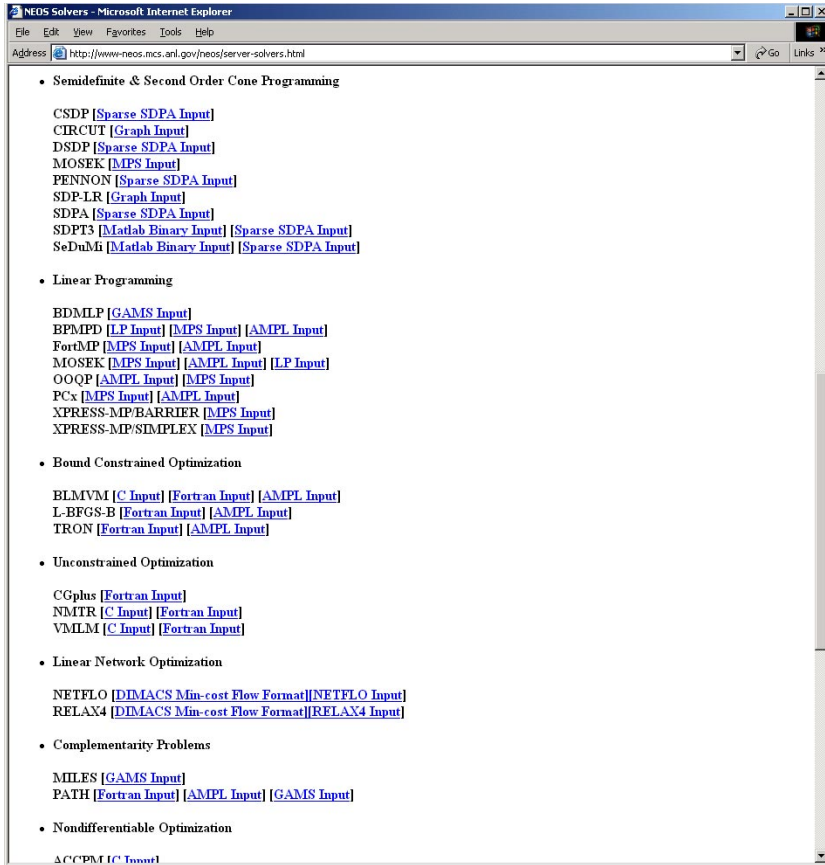 NEOS Solvers - Microsoft Internet Explorer
File Edit View Favorites Tools Help
Address http://www-neos.mcs.anl.gov/neos/server-solvers.html Go Links »
• Semidefinite & Second Order Cone Programming
CSDP [Sparse SDPA Input]
CIRCUT [Graph Input]
DSDP [Sparse SDPA Input]
MOSEK [MPS Input]
PENNON [Sparse SDPA Input]
SDP-LR [Graph Input]
SDPA [Sparse SDPA Input]
SDPT3 [Matlab Binary Input] [Sparse SDPA Input]
SeDuMi [Matlab Binary Input] [Sparse SDPA Input]
• Linear Programming
BDMLP [GAMS Input]
BPMPD [LP Input] [MPS Input] [AMPL Input]
FortMP [MPS Input] [AMPL Input]
MOSEK [MPS Input] [AMPL Input] [LP Input]
OOQP [AMPL Input] [MPS Input]
PCx [MPS Input] [AMPL Input]
XPRESS-MP/BARRIER [MPS Input]
XPRESS-MP/SIMPLEX [MPS Input]
• Bound Constrained Optimization
BLMVM [C Input] [Fortran Input] [AMPL Input]
L-BFGS-B [Fortran Input] [AMPL Input]
TRON [Fortran Input] [AMPL Input]
• Unconstrained Optimization
CGplus [Fortran Input]
NMTR [C Input] [Fortran Input]
VMLM [C Input] [Fortran Input]
• Linear Network Optimization
NETFLO [DIMACS Min-cost Flow Format][NETFLO Input]
RELAX4 [DIMACS Min-cost Flow Format][RELAX4 Input]
• Complementarity Problems
MILES [GAMS Input]
PATH [Fortran Input] [AMPL Input] [GAMS Input]
• Nondifferentiable Optimization
ACCPM [C Input]